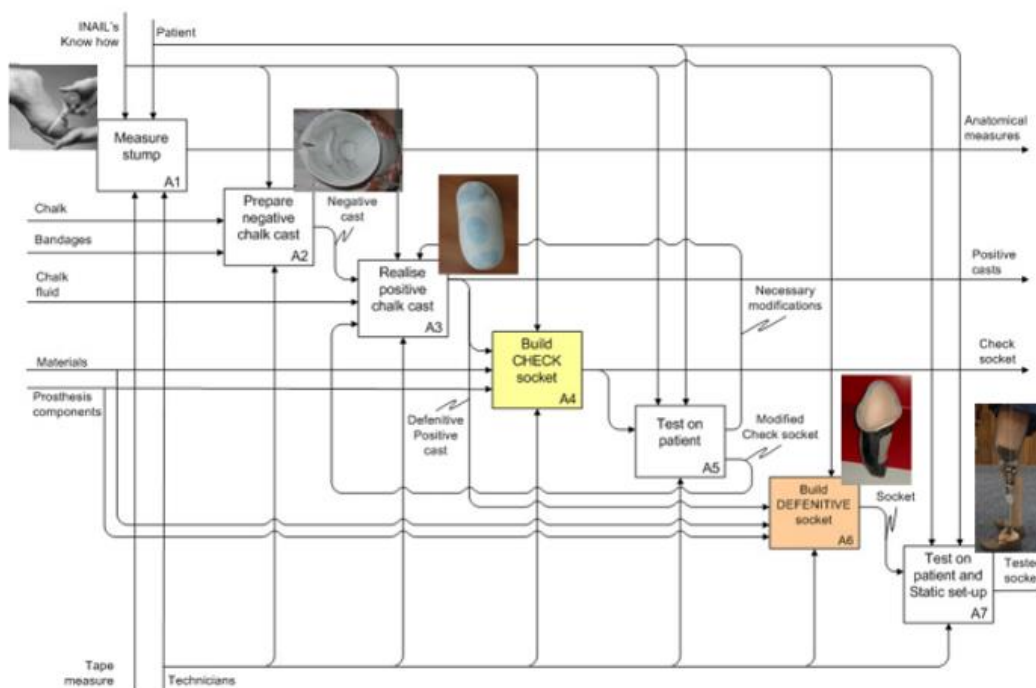 INAIL's
Know how
Patient
Measure
stump
A1
Anatomical
measures
Chalk
Bandages
Prepare
negative
chalk cast
A2
Negative
cast
Chalk
fluid
Realise
positive
chalk cast
A3
Positive
casts
Necessary
modifications
Materials
Prosthesis
components
Build
CHECK
socket
A4
Check
socket
Defenitive
Positive
cast
Test on
patient
A5
Modified
Check socket
Build
DEFENITIVE
socket
A6
Socket
Test on
patient and
Static set-up
A7
Teste
socke
Tape
measure
Technicians